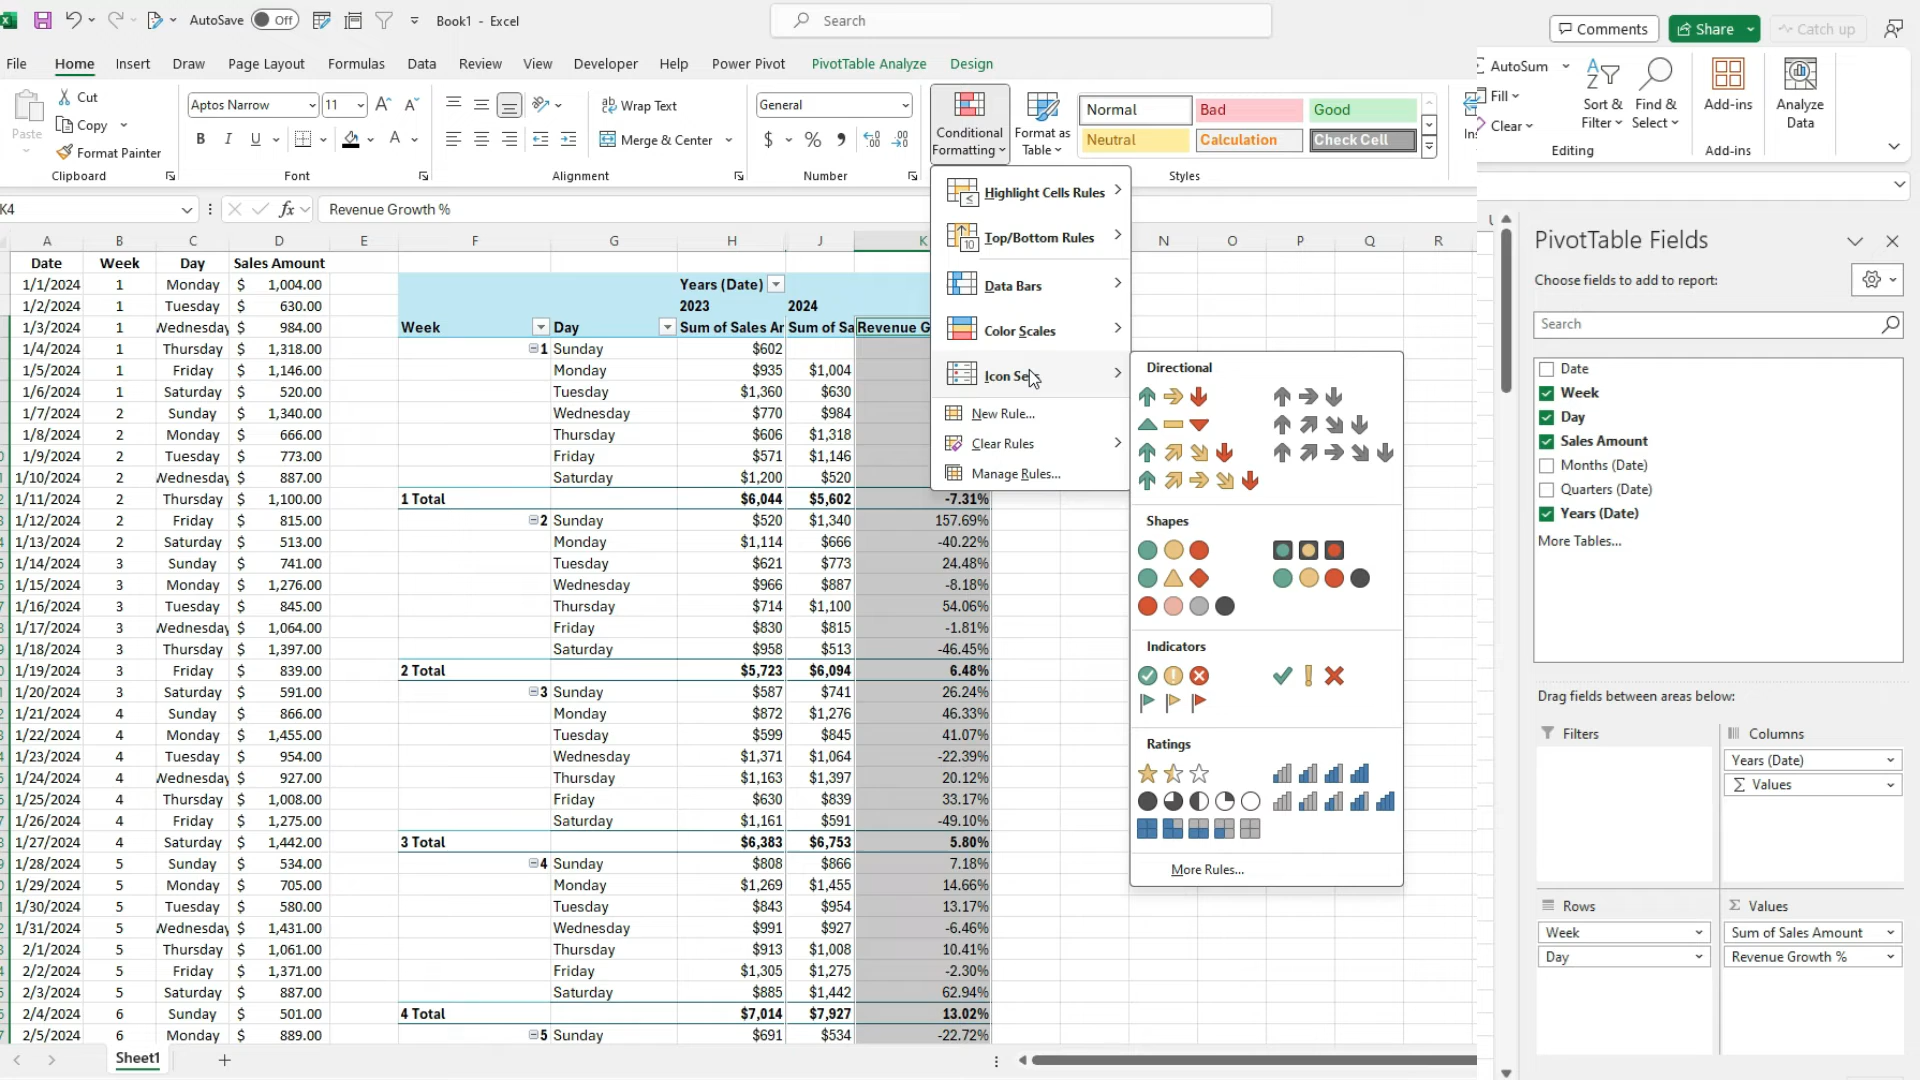 AutoSave Off Book1 - Excel Search Comments Share Catch up
File Home Insert Draw Page Layout Formulas Data Review View Developer Help Power Pivot PivotTable Analyze Design
Paste Cut Copy Format Painter Clipboard
Aptos Narrow 11 B I U Font
Wrap Text Merge & Center Alignment
General $ % , Number
Conditional Formatting Format as Table Normal Bad Good Neutral Calculation Check Cell Styles
AutoSum Fill Clear Sort & Filter Find & Select Editing
Add-ins Add-ins
Analyze Data
K4 fx Revenue Growth %
A B C D E F G H J K N O P Q R
Date Week Day Sales Amount
1/1/2024 1 Monday $ 1,004.00 Years (Date)
1/2/2024 1 Tuesday $ 630.00 2023 2024
1/3/2024 1 Wednesday $ 984.00 Week Day Sum of Sales Ar Sum of Sa Revenue G
1/4/2024 1 Thursday $ 1,318.00 1 Sunday $602
1/5/2024 1 Friday $ 1,146.00 Monday $935 $1,004
1/6/2024 1 Saturday $ 520.00 Tuesday $1,360 $630
1/7/2024 2 Sunday $ 1,340.00 Wednesday $770 $984
1/8/2024 2 Monday $ 666.00 Thursday $606 $1,318
1/9/2024 2 Tuesday $ 773.00 Friday $571 $1,146
1/10/2024 2 Wednesday $ 887.00 Saturday $1,200 $520
1/11/2024 2 Thursday $ 1,100.00 1 Total $6,044 $5,602 -7.31%
1/12/2024 2 Friday $ 815.00 2 Sunday $520 $1,340 157.69%
1/13/2024 2 Saturday $ 513.00 Monday $1,114 $666 -40.22%
1/14/2024 3 Sunday $ 741.00 Tuesday $621 $773 24.48%
1/15/2024 3 Monday $ 1,276.00 Wednesday $966 $887 -8.18%
1/16/2024 3 Tuesday $ 845.00 Thursday $714 $1,100 54.06%
1/17/2024 3 Wednesday $ 1,064.00 Friday $830 $815 -1.81%
1/18/2024 3 Thursday $ 1,397.00 Saturday $958 $513 -46.45%
1/19/2024 3 Friday $ 839.00 2 Total $5,723 $6,094 6.48%
1/20/2024 3 Saturday $ 591.00 3 Sunday $587 $741 26.24%
1/21/2024 4 Sunday $ 866.00 Monday $872 $1,276 46.33%
1/22/2024 4 Monday $ 1,455.00 Tuesday $599 $845 41.07%
1/23/2024 4 Tuesday $ 954.00 Wednesday $1,371 $1,064 -22.39%
1/24/2024 4 Wednesday $ 927.00 Thursday $1,163 $1,397 20.12%
1/25/2024 4 Thursday $ 1,008.00 Friday $630 $839 33.17%
1/26/2024 4 Friday $ 1,275.00 Saturday $1,161 $591 -49.10%
1/27/2024 4 Saturday $ 1,442.00 3 Total $6,383 $6,753 5.80%
1/28/2024 5 Sunday $ 534.00 4 Sunday $808 $866 7.18%
1/29/2024 5 Monday $ 705.00 Monday $1,269 $1,455 14.66%
1/30/2024 5 Tuesday $ 580.00 Tuesday $843 $954 13.17%
1/31/2024 5 Wednesday $ 1,431.00 Wednesday $991 $927 -6.46%
2/1/2024 5 Thursday $ 1,061.00 Thursday $913 $1,008 10.41%
2/2/2024 5 Friday $ 1,371.00 Friday $1,305 $1,275 -2.30%
2/3/2024 5 Saturday $ 887.00 Saturday $885 $1,442 62.94%
2/4/2024 6 Sunday $ 501.00 4 Total $7,014 $7,927 13.02%
2/5/2024 6 Monday $ 889.00 5 Sunday $691 $534 -22.72%
Sheet1
Highlight Cells Rules
Top/Bottom Rules
Data Bars
Color Scales
Icon Se
New Rule...
Clear Rules
Manage Rules...
Directional
Shapes
Indicators
Ratings
More Rules...
PivotTable Fields
Choose fields to add to report:
Search
Date
Week
Day
Sales Amount
Months (Date)
Quarters (Date)
Years (Date)
More Tables...
Drag fields between areas below:
Filters
Columns
Years (Date)
Σ Values
Rows
Week
Day
Σ Values
Sum of Sales Amount
Revenue Growth %